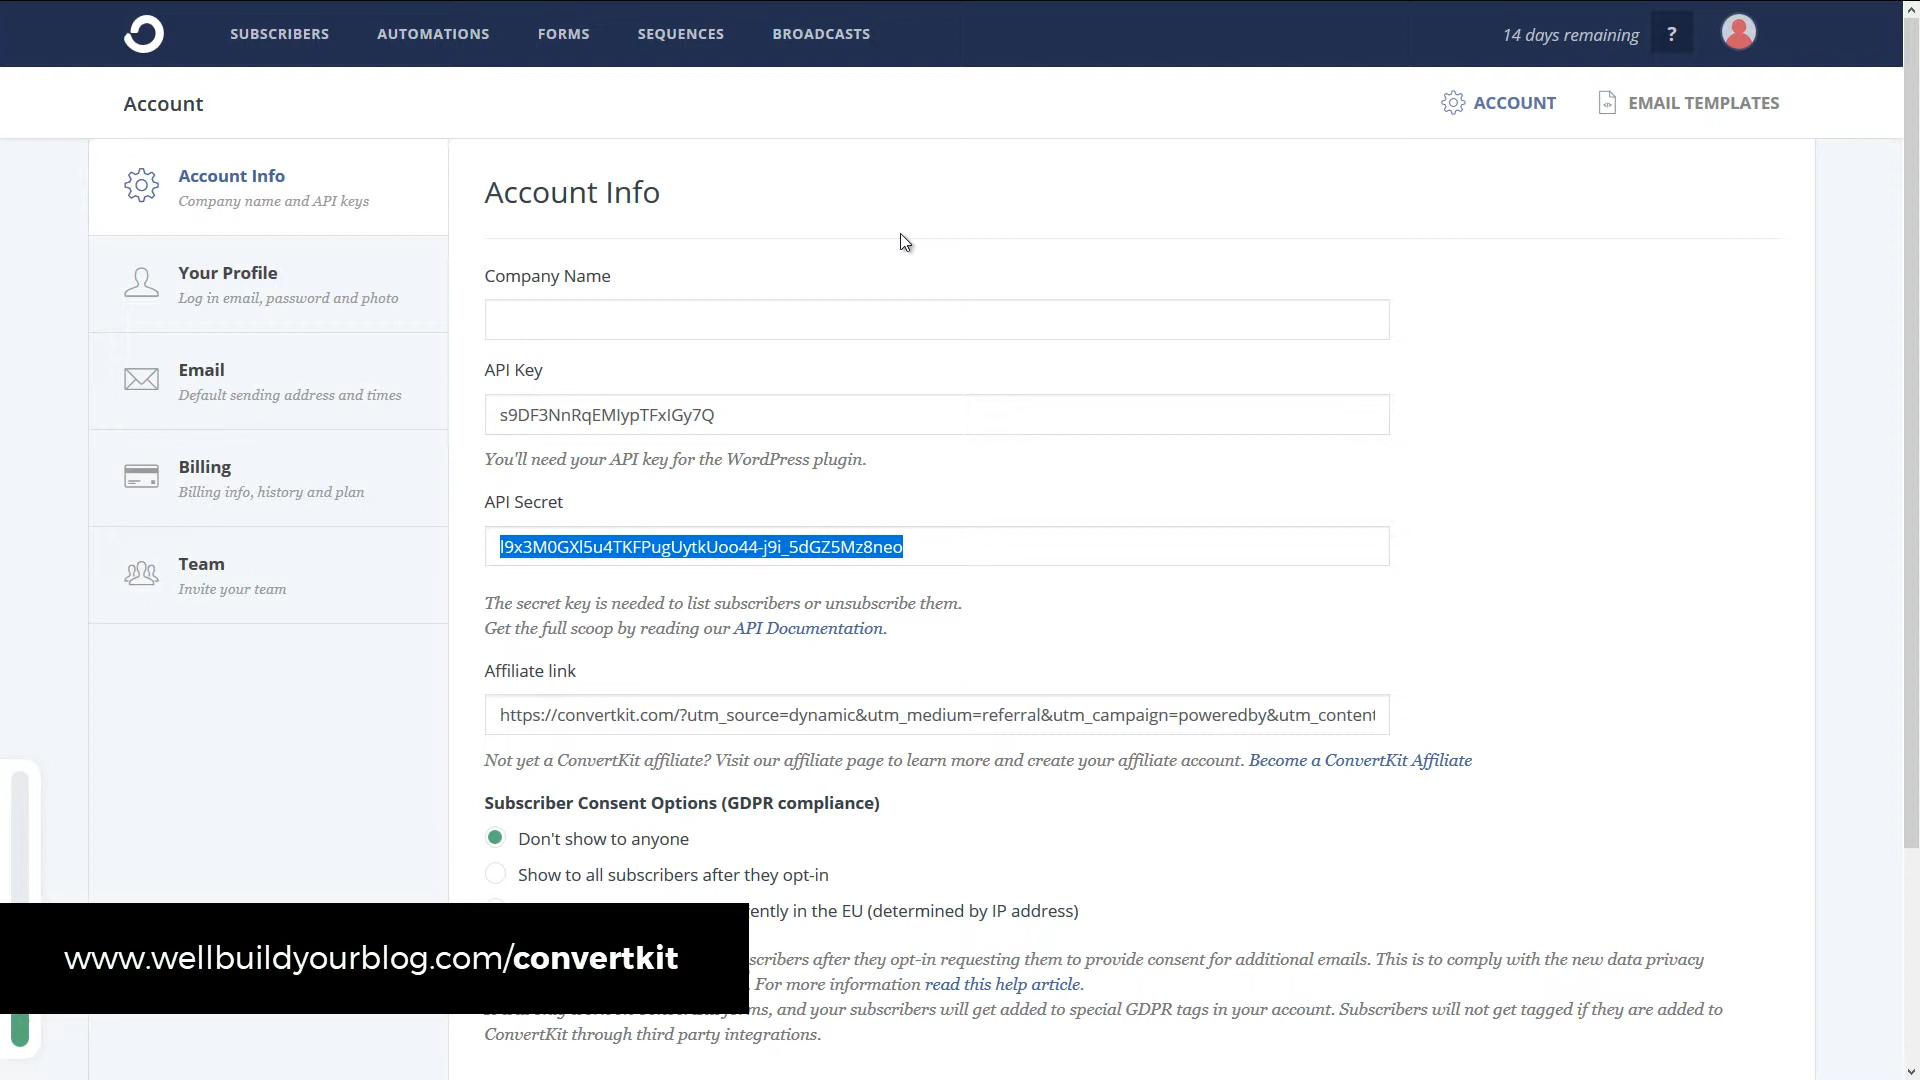 SUBSCRIBERS AUTOMATIONS FORMS SEQUENCES BROADCASTS 14 days remaining ?
Account ACCOUNT EMAIL TEMPLATES
Account Info
Company name and API keys
Your Profile
Log in email, password and photo
Email
Default sending address and times
Billing
Billing info, history and plan
Team
Invite your team
Account Info
Company Name
API Key
s9DF3NnRqEMlypTFxIGy7Q
You'll need your API key for the WordPress plugin.
API Secret
l9x3M0GXl5u4TKFPugUytkUoo44-j9i_5dGZ5Mz8neo
The secret key is needed to list subscribers or unsubscribe them.
Get the full scoop by reading our API Documentation.
Affiliate link
https://convertkit.com/?utm_source=dynamic&utm_medium=referral&utm_campaign=poweredby&utm_content
Not yet a ConvertKit affiliate? Visit our affiliate page to learn more and create your affiliate account. Become a ConvertKit Affiliate
Subscriber Consent Options (GDPR compliance)
Don't show to anyone
Show to all subscribers after they opt-in
in the EU (determined by IP address)
after they opt-in requesting them to provide consent for additional emails. This is to comply with the new data privacy
For more information read this help article.
and your subscribers will get added to special GDPR tags in your account. Subscribers will not get tagged if they are added to
ConvertKit through third party integrations.
www.wellbuildyourblog.com/convertkit